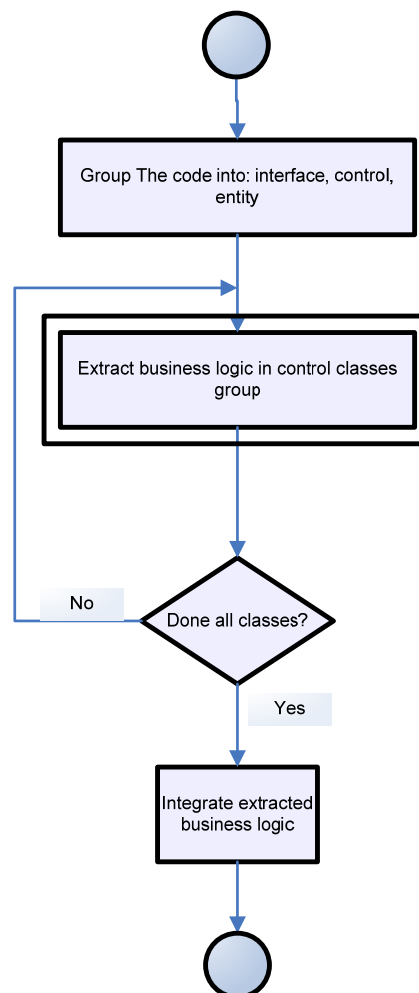 Group The code into: interface, control,
entity
Extract business logic in control classes
group
Done all classes?
No
Yes
Integrate extracted
business logic